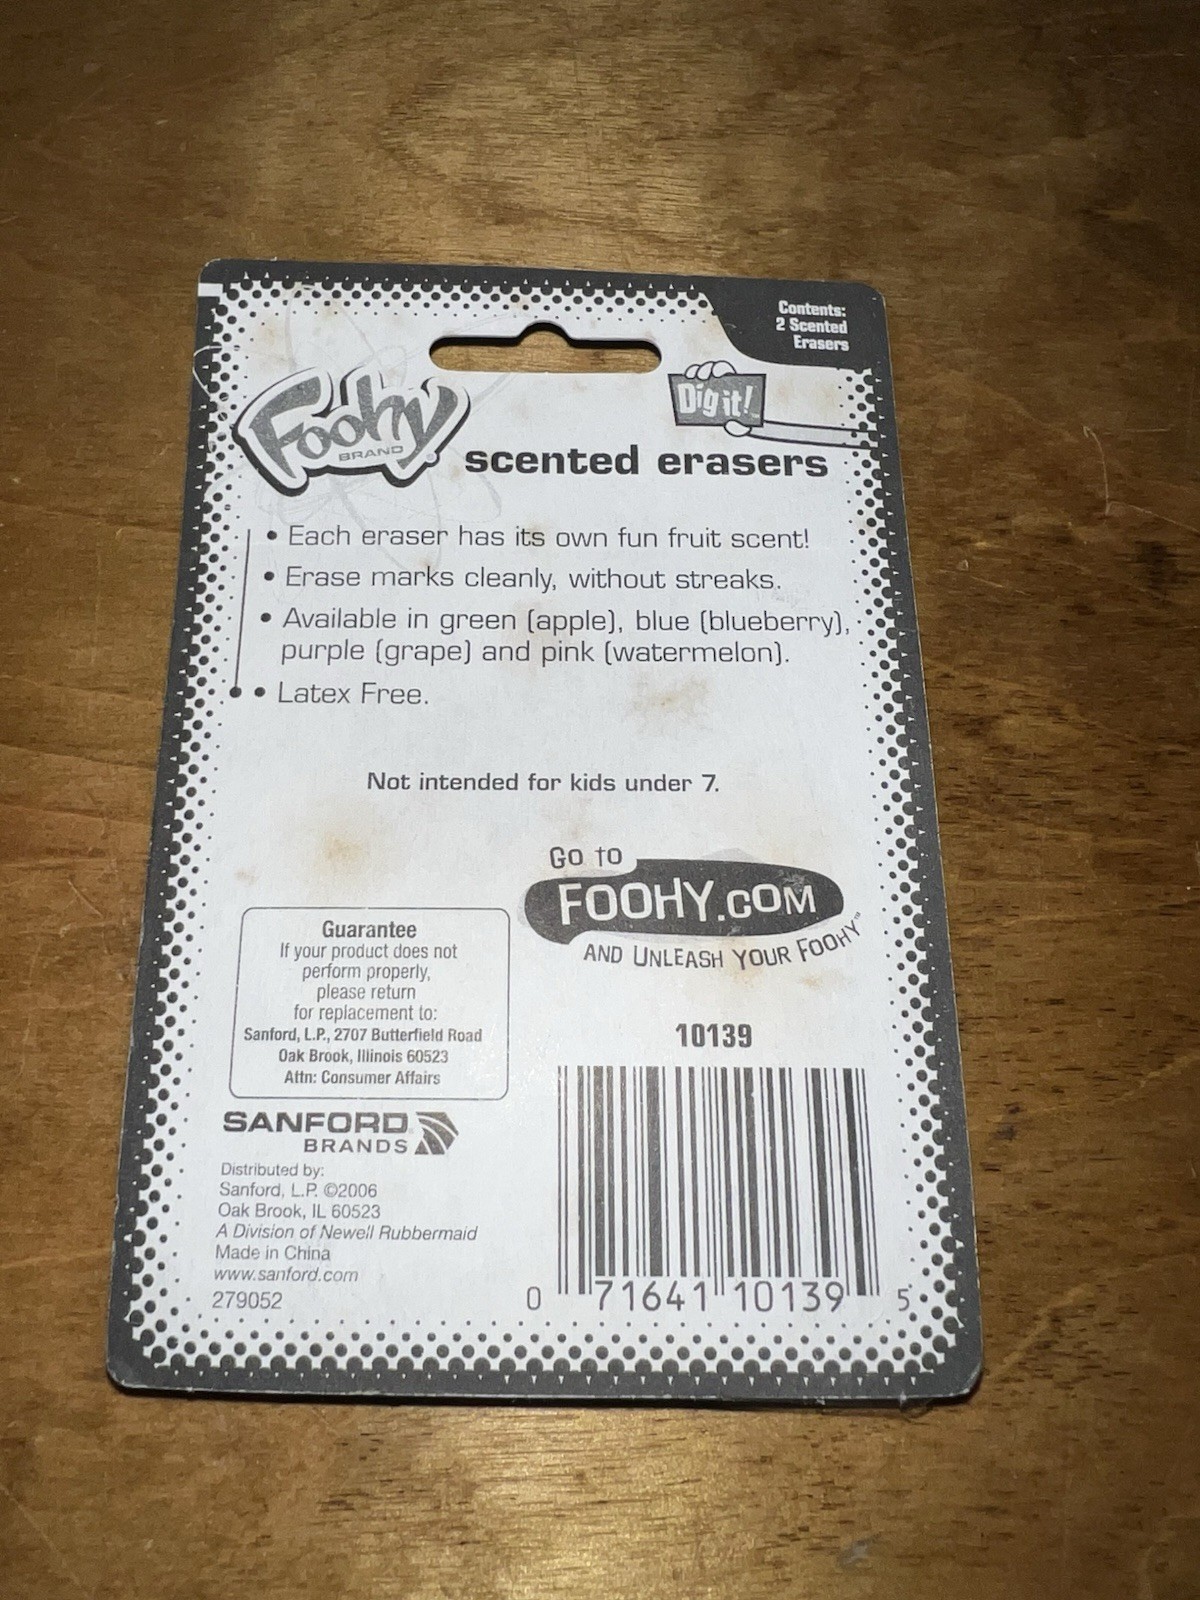 Contents:
2 Scented
Erasers
Dig it!
Foohy
BRAND
scented erasers
• Each eraser has its own fun fruit scent!
• Erase marks cleanly, without streaks.
• Available in green (apple), blue (blueberry),
purple (grape) and pink (watermelon).
• Latex Free.
Not intended for kids under 7.
Go to
FOOHY.COM
AND UNLEASH YOUR FOOHY™
Guarantee
If your product does not
perform properly,
please return
for replacement to:
Sanford, L.P., 2707 Butterfield Road
Oak Brook, Illinois 60523
Attn: Consumer Affairs
SANFORD
BRANDS
Distributed by:
Sanford, L.P. ©2006
Oak Brook, IL 60523
A Division of Newell Rubbermaid
Made in China
www.sanford.com
279052
10139
0 71641 10139 5